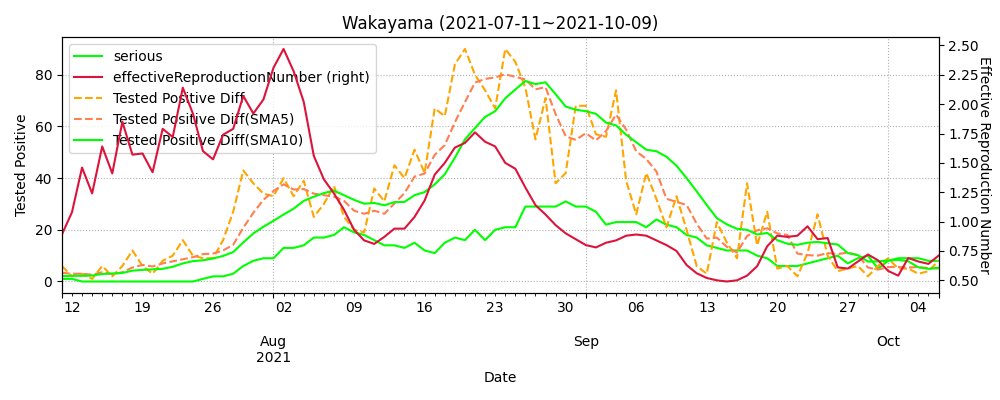 Wakayama (2021-07-11~2021-10-09)
serious
effectiveReproductionNumber (right)
Tested Positive Diff
Tested Positive Diff(SMA5)
Tested Positive Diff(SMA10)
Tested Positive
80
60
40
20
0
2.50
2.25
2.00
1.75
1.50
1.25
1.00
0.75
0.50
Effective Reproduction Number
12 19 26 02 09 16 23 30 06 13 20 27 04
Aug Sep Oct
2021
Date